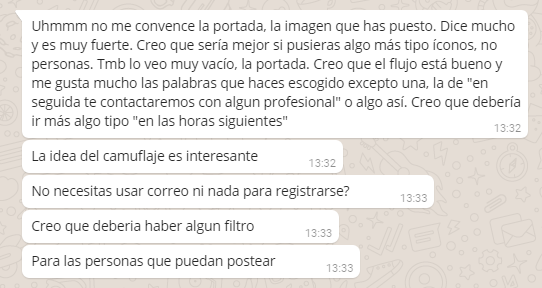 Uhmmm no me convence la portada, la imagen que has puesto. Dice mucho
y es muy fuerte. Creo que sería mejor si pusieras algo más tipo íconos, no
personas. Tmb lo veo muy vacío, la portada. Creo que el flujo está bueno y
me gusta mucho las palabras que haces escogido excepto una, la de "en
seguida te contactaremos con algun profesional" o algo así. Creo que debería
ir más algo tipo "en las horas siguientes"
13:32
La idea del camuflaje es interesante
13:32
No necesitas usar correo ni nada para registrarse?
13:33
Creo que deberia haber algun filtro
13:33
Para las personas que puedan postear
13:33